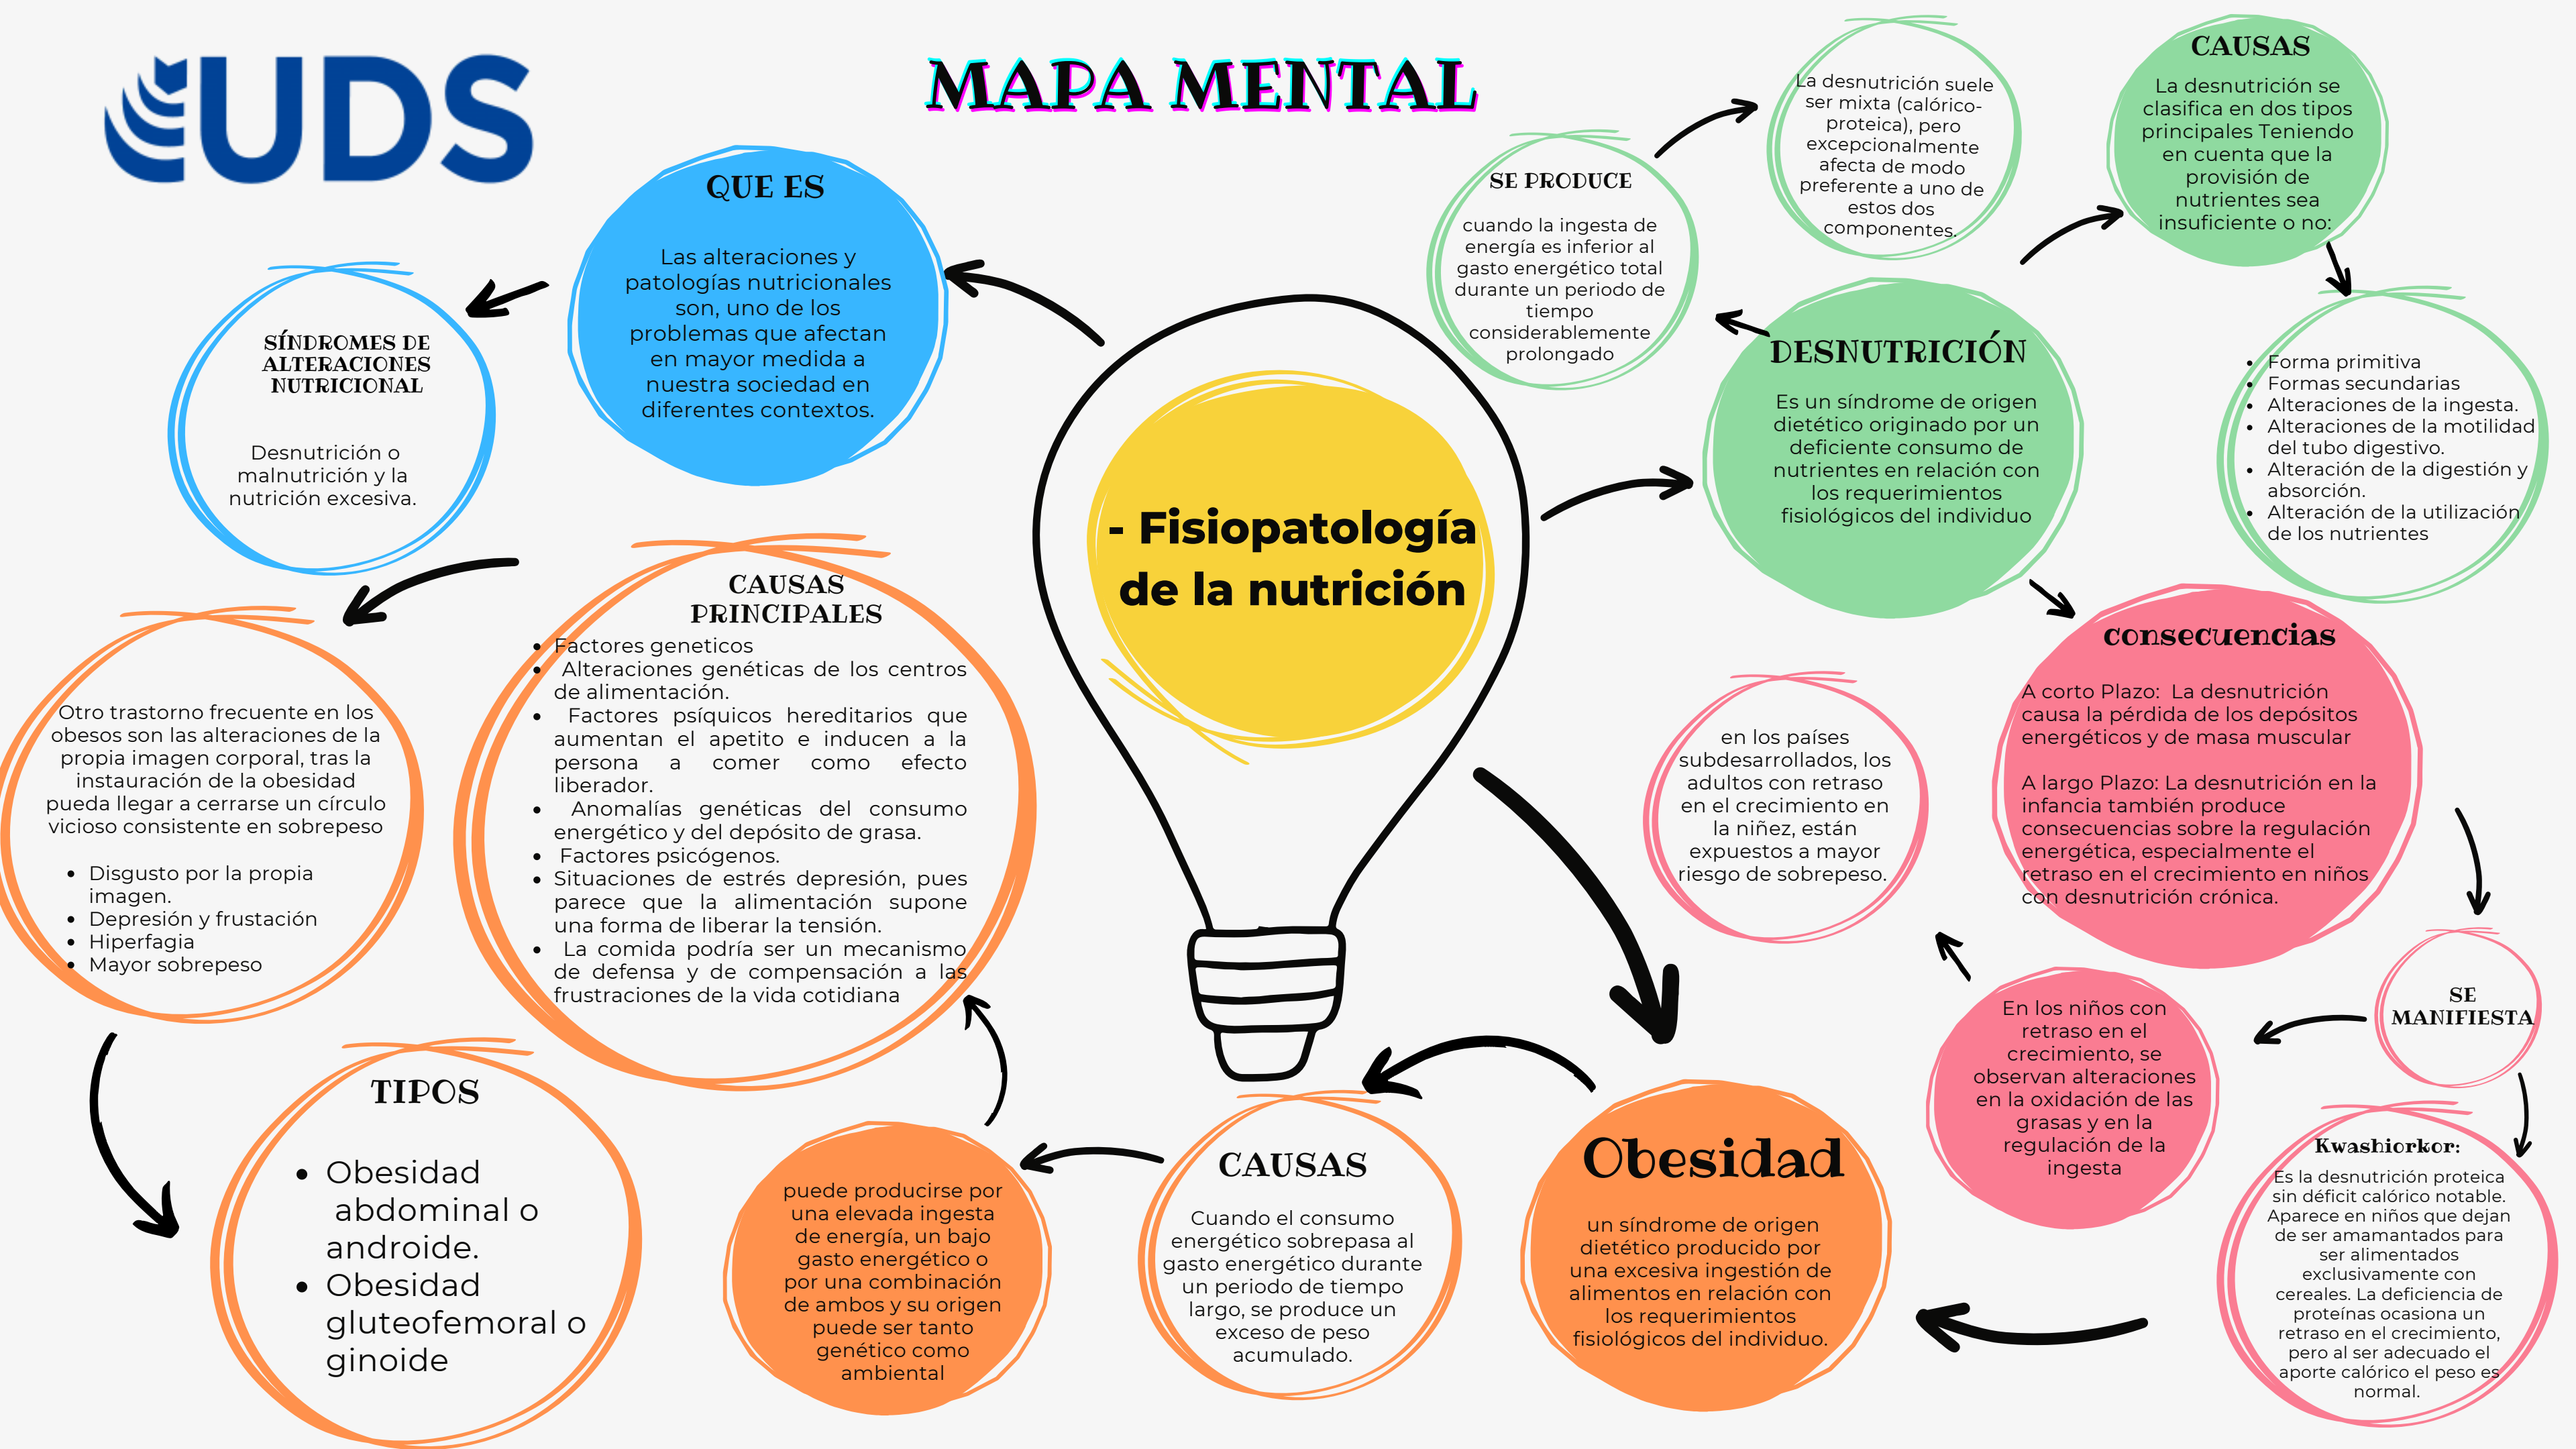 UDS
MAPA MENTAL
QUE ES
Las alteraciones y
patologías nutricionales
son, uno de los
problemas que afectan
en mayor medida a
nuestra sociedad en
diferentes contextos.
SÍNDROMES DE
ALTERACIONES
NUTRICIONAL
Desnutrición o
malnutrición y la
nutrición excesiva.
- Fisiopatología
de la nutrición
SE PRODUCE
cuando la ingesta de
energía es inferior al
gasto energético total
durante un periodo de
tiempo
considerablemente
prolongado
La desnutrición suele
ser mixta (calórico-
proteica), pero
excepcionalmente
afecta de modo
preferente a uno de
estos dos
componentes.
CAUSAS
La desnutrición se
clasifica en dos tipos
principales Teniendo
en cuenta que la
provisión de
nutrientes sea
insuficiente o no:
DESNUTRICIÓN
Es un síndrome de origen
dietético originado por un
deficiente consumo de
nutrientes en relación con
los requerimientos
fisiológicos del individuo
• Forma primitiva
• Formas secundarias
• Alteraciones de la ingesta.
• Alteraciones de la motilidad
del tubo digestivo.
• Alteración de la digestión y
absorción.
• Alteración de la utilización
de los nutrientes
consecuencias
A corto Plazo: La desnutrición
causa la pérdida de los depósitos
energéticos y de masa muscular
A largo Plazo: La desnutrición en la
infancia también produce
consecuencias sobre la regulación
energética, especialmente el
retraso en el crecimiento en niños
con desnutrición crónica.
en los países
subdesarrollados, los
adultos con retraso
en el crecimiento en
la niñez, están
expuestos a mayor
riesgo de sobrepeso.
SE
MANIFIESTA
En los niños con
retraso en el
crecimiento, se
observan alteraciones
en la oxidación de las
grasas y en la
regulación de la
ingesta
Kwashiorkor:
Es la desnutrición proteica
sin déficit calórico notable.
Aparece en niños que dejan
de ser amamantados para
ser alimentados
exclusivamente con
cereales. La deficiencia de
proteínas ocasiona un
retraso en el crecimiento,
pero al ser adecuado el
aporte calórico el peso es
normal.
Obesidad
un síndrome de origen
dietético producido por
una excesiva ingestión de
alimentos en relación con
los requerimientos
fisiológicos del individuo.
CAUSAS
Cuando el consumo
energético sobrepasa al
gasto energético durante
un periodo de tiempo
largo, se produce un
exceso de peso
acumulado.
puede producirse por
una elevada ingesta
de energía, un bajo
gasto energético o
por una combinación
de ambos y su origen
puede ser tanto
genético como
ambiental
CAUSAS
PRINCIPALES
• Factores geneticos
• Alteraciones genéticas de los centros
de alimentación.
• Factores psíquicos hereditarios que
aumentan el apetito e inducen a la
persona a comer como efecto
liberador.
• Anomalías genéticas del consumo
energético y del depósito de grasa.
• Factores psicógenos.
• Situaciones de estrés depresión, pues
parece que la alimentación supone
una forma de liberar la tensión.
• La comida podría ser un mecanismo
de defensa y de compensación a las
frustraciones de la vida cotidiana
Otro trastorno frecuente en los
obesos son las alteraciones de la
propia imagen corporal, tras la
instauración de la obesidad
pueda llegar a cerrarse un círculo
vicioso consistente en sobrepeso
• Disgusto por la propia
imagen.
• Depresión y frustación
• Hiperfagia
• Mayor sobrepeso
TIPOS
• Obesidad
abdominal o
androide.
• Obesidad
gluteofemoral o
ginoide